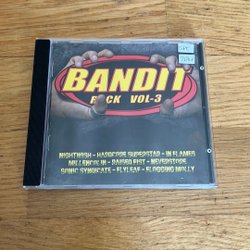 BANDIT
ROCK VOL-3
NIGHTWISH - HARDCORE SUPERSTAR - IN FLAMES
MILLENCOLIN - RAISED FIST - NEVERSTORE
SONIC SYNDICATE - FLYLEAF - FLOGGING MOLLY